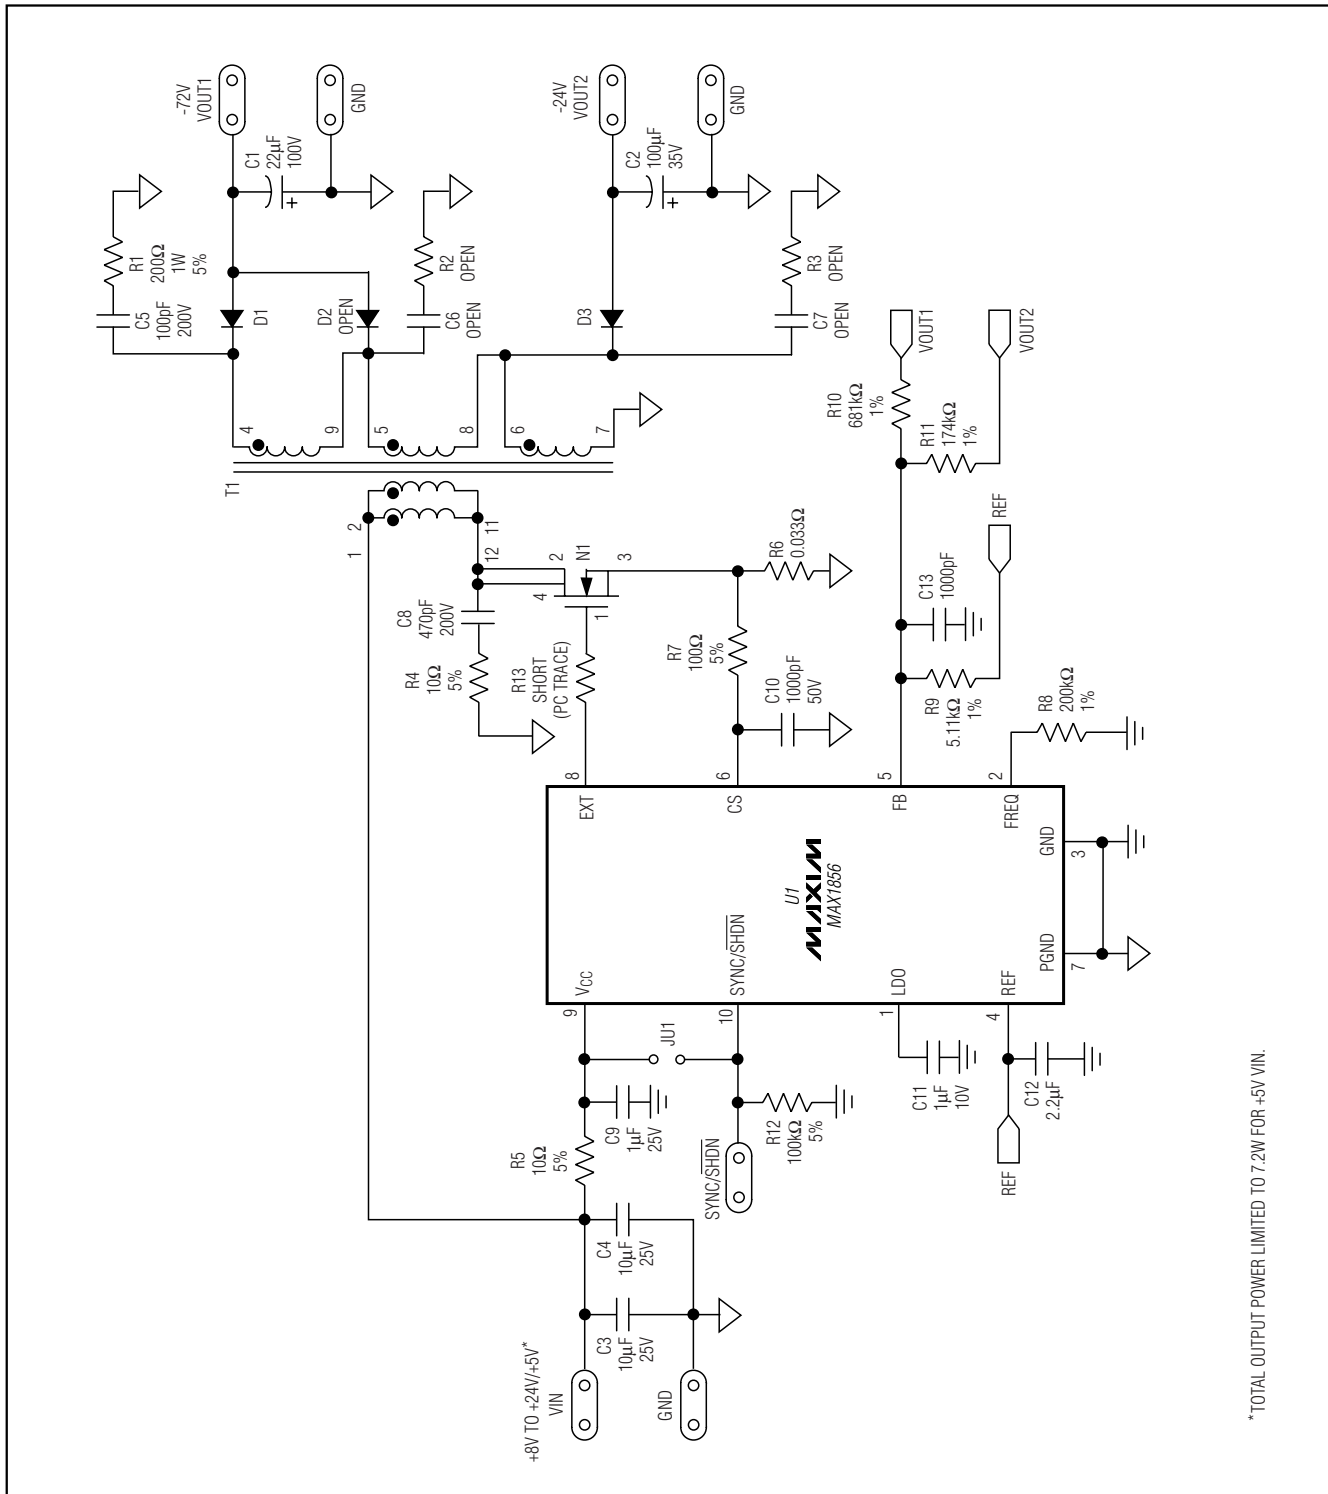 +8V TO +24V/+5V*
VIN
GND
C3
10µF
25V
C4
10µF
25V
R5
10Ω
5%
C9
1µF
25V
JU1
SYNC/SHDN
R12
100kΩ
5%
REF
C12
2.2µF
C11
1µF
10V
9
VCC
10
SYNC/SHDN
1
LDO
4
REF
7
PGND
3
GND
U1
MAXIM
MAX1856
EXT
8
CS
6
FB
5
FREQ
2
R8
200kΩ
1%
R9
5.11kΩ
1%
REF
C13
1000pF
R10
681kΩ
1%
VOUT1
R11
174kΩ
1%
VOUT2
C10
1000pF
50V
R7
100Ω
5%
R6
0.033Ω
R13
SHORT
(PC TRACE)
R4
10Ω
5%
C8
470pF
200V
N1
1
2
3
4
T1
1
2
11
12
4
9
5
8
6
7
C5
100pF
200V
R1
200Ω
1W
5%
D1
D2
OPEN
C6
OPEN
R2
OPEN
D3
C7
OPEN
R3
OPEN
C1
22µF
100V
-72V
VOUT1
GND
C2
100µF
35V
-24V
VOUT2
GND
+
+
*TOTAL OUTPUT POWER LIMITED TO 7.2W FOR +5V VIN.